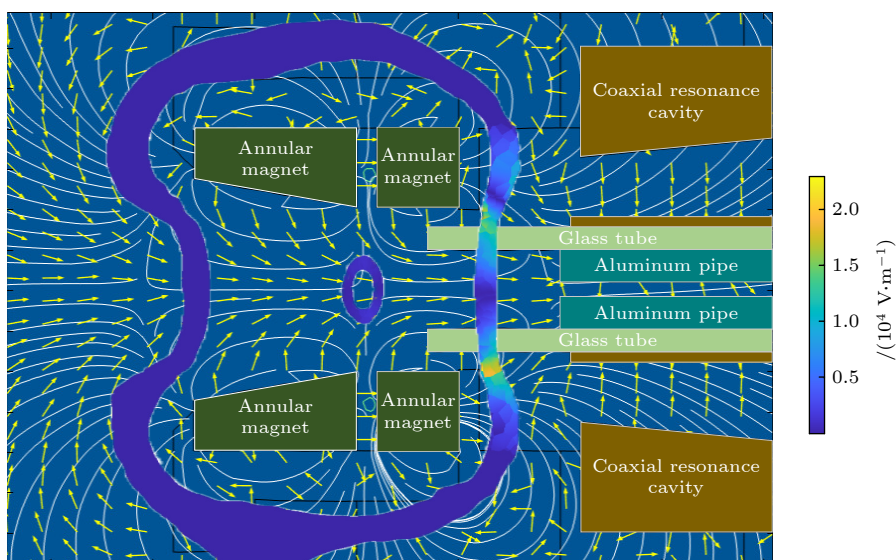 Coaxial resonance
cavity
Annular
magnet
Annular
magnet
Glass tube
Aluminum pipe
Aluminum pipe
Glass tube
Annular
magnet
Annular
magnet
Coaxial resonance
cavity
2.0
1.5
1.0
0.5
/(10⁴ V·m⁻¹)